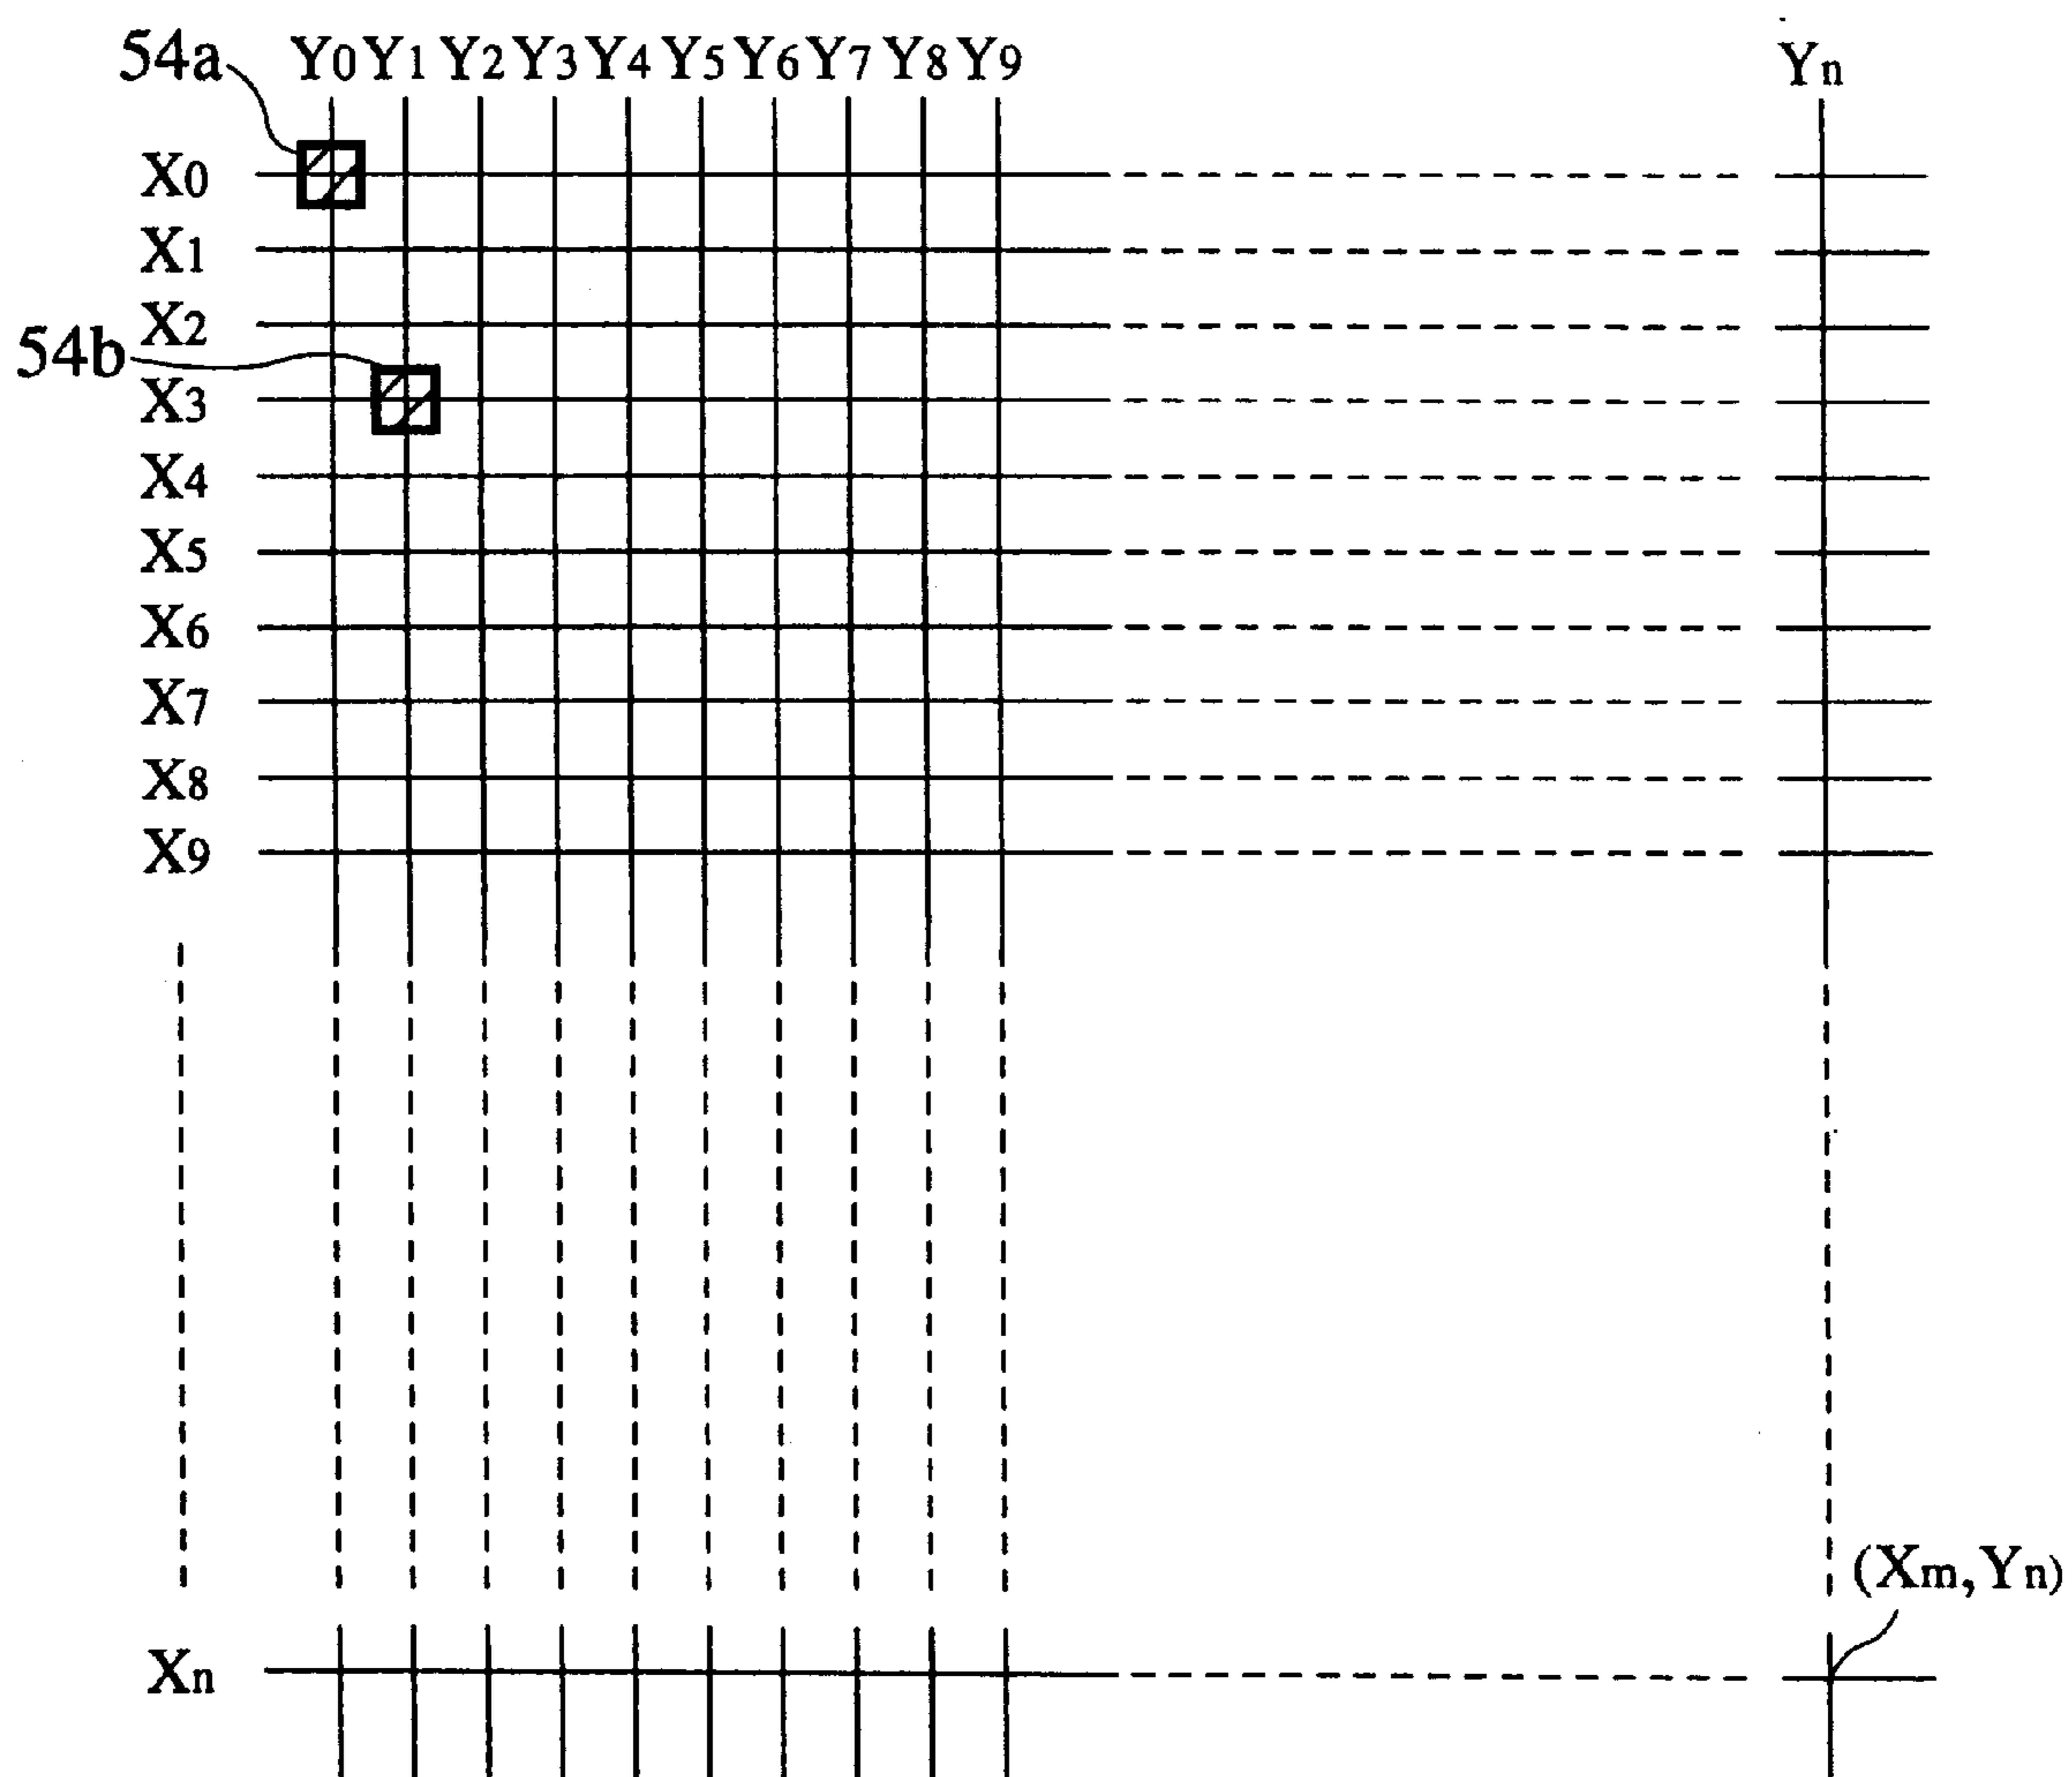 54a Y0 Y1 Y2 Y3 Y4 Y5 Y6 Y7 Y8 Y9 Yn
X0
X1
X2
54b
X3
X4
X5
X6
X7
X8
X9
(Xm, Yn)
Xn